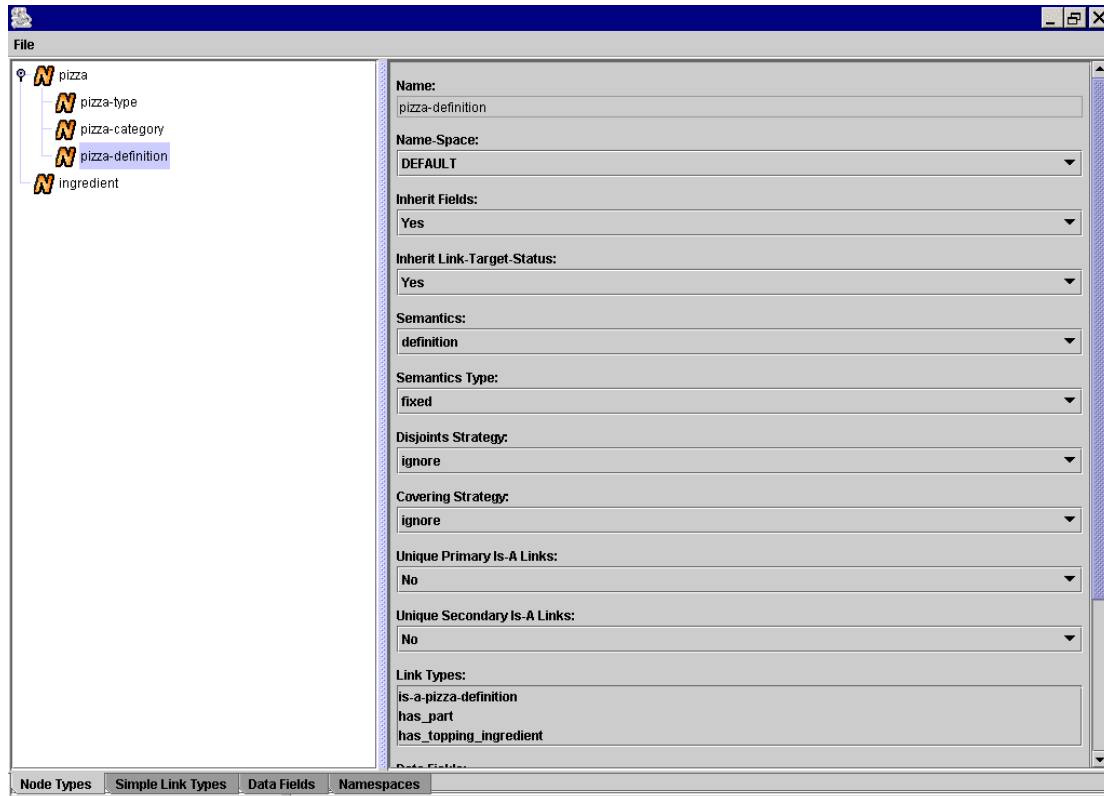 File
pizza
pizza-type
pizza-category
pizza-definition
ingredient
Name:
pizza-definition
Name-Space:
DEFAULT
Inherit Fields:
Yes
Inherit Link-Target-Status:
Yes
Semantics:
definition
Semantics Type:
fixed
Disjoints Strategy:
ignore
Covering Strategy:
ignore
Unique Primary Is-A Links:
No
Unique Secondary Is-A Links:
No
Link Types:
is-a-pizza-definition
has_part
has_topping_ingredient
Data Fields:
Node Types Simple Link Types Data Fields Namespaces